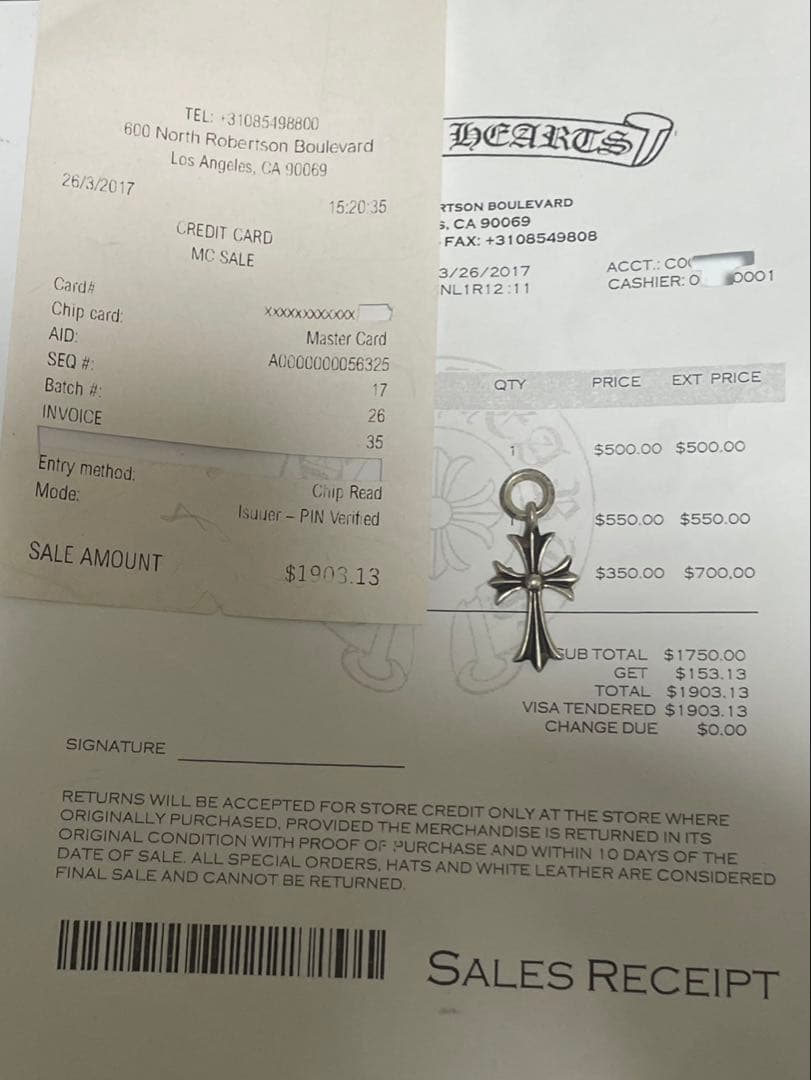 TEL: +31085498800
600 North Robertson Boulevard
Los Angeles, CA 90069
26/3/2017
15:20:35
CREDIT CARD
MC SALE
Card#
Chip card: XXXXXXXXXXXX
AID: Master Card
SEQ #: A0000000056325
Batch #: 17
INVOICE 26
35
Entry method: Chip Read
Mode: Isuuer - PIN Verified
SALE AMOUNT $1903.13
HEARTS
RTSON BOULEVARD
S, CA 90069
FAX: +3108549808
3/26/2017 ACCT.: CO
NL1R12:11 CASHIER: 0 0001
QTY PRICE EXT PRICE
1 $500.00 $500.00
1 $550.00 $550.00
$350.00 $700,00
SUB TOTAL $1750.00
GET $153.13
TOTAL $1903.13
VISA TENDERED $1903.13
CHANGE DUE $0.00
SIGNATURE
RETURNS WILL BE ACCEPTED FOR STORE CREDIT ONLY AT THE STORE WHERE
ORIGINALLY PURCHASED, PROVIDED THE MERCHANDISE IS RETURNED IN ITS
ORIGINAL CONDITION WITH PROOF OF PURCHASE AND WITHIN 10 DAYS OF THE
DATE OF SALE. ALL SPECIAL ORDERS, HATS AND WHITE LEATHER ARE CONSIDERED
FINAL SALE AND CANNOT BE RETURNED.
SALES RECEIPT